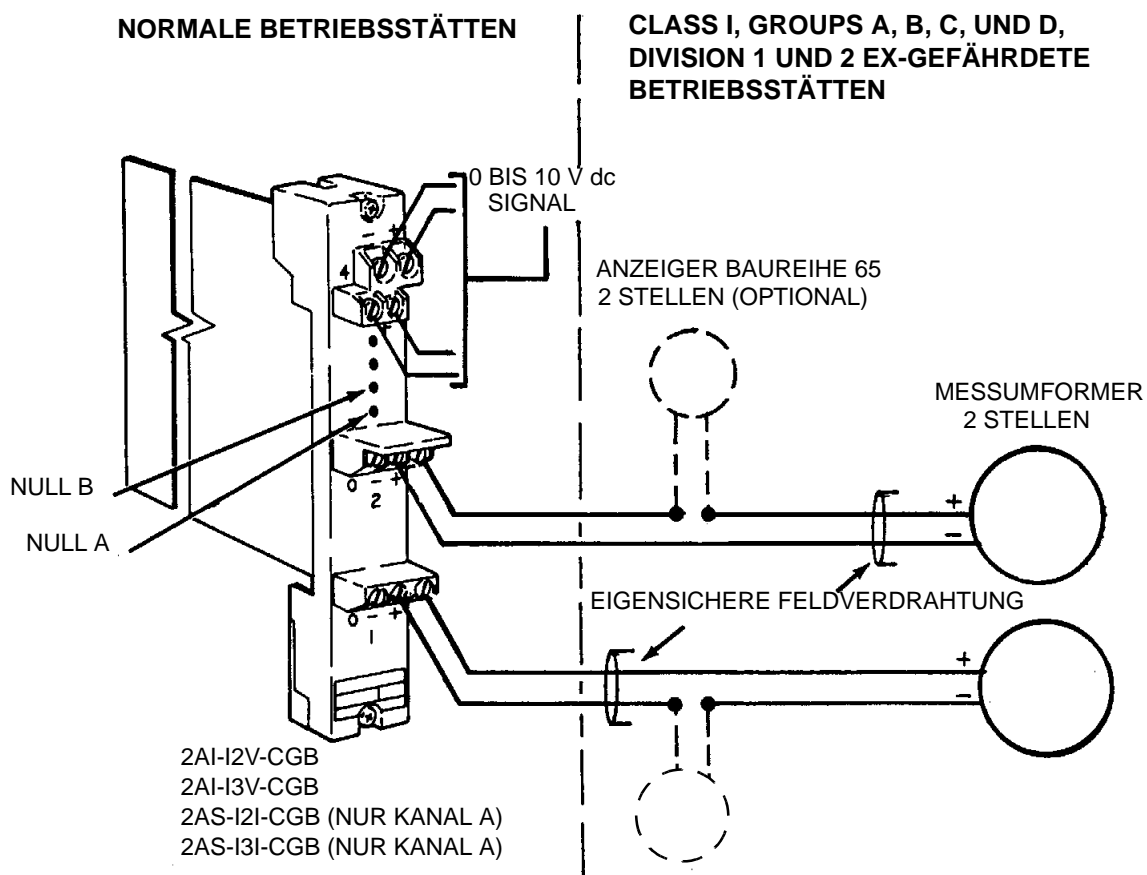 NORMALE BETRIEBSSTÄTTEN
CLASS I, GROUPS A, B, C, UND D,
DIVISION 1 UND 2 EX-GEFÄHRDETE
BETRIEBSSTÄTTEN
0 BIS 10 V dc
SIGNAL
- +
4
ANZEIGER BAUREIHE 65
2 STELLEN (OPTIONAL)
MESSUMFORMER
2 STELLEN
NULL B
NULL A
0 - +
2
+
-
EIGENSICHERE FELDVERDRAHTUNG
0 - +
1
+
-
2AI-I2V-CGB
2AI-I3V-CGB
2AS-I2I-CGB (NUR KANAL A)
2AS-I3I-CGB (NUR KANAL A)